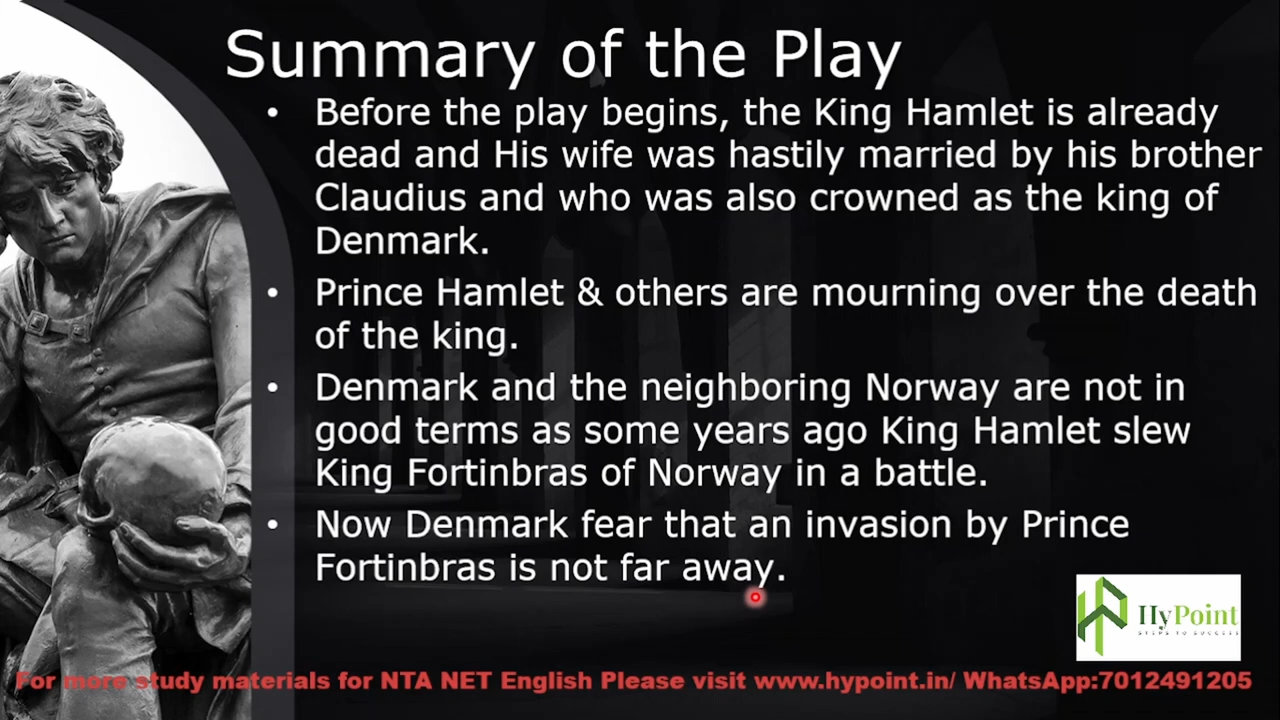 Summary of the Play
• Before the play begins, the King Hamlet is already
dead and His wife was hastily married by his brother
Claudius and who was also crowned as the king of
Denmark.
• Prince Hamlet & others are mourning over the death
of the king.
• Denmark and the neighboring Norway are not in
good terms as some years ago King Hamlet slew
King Fortinbras of Norway in a battle.
• Now Denmark fear that an invasion by Prince
Fortinbras is not far away.
HyPoint
STEPS TO SUCCESS
For more study materials for NTA NET English Please visit www.hypoint.in/ WhatsApp:7012491205